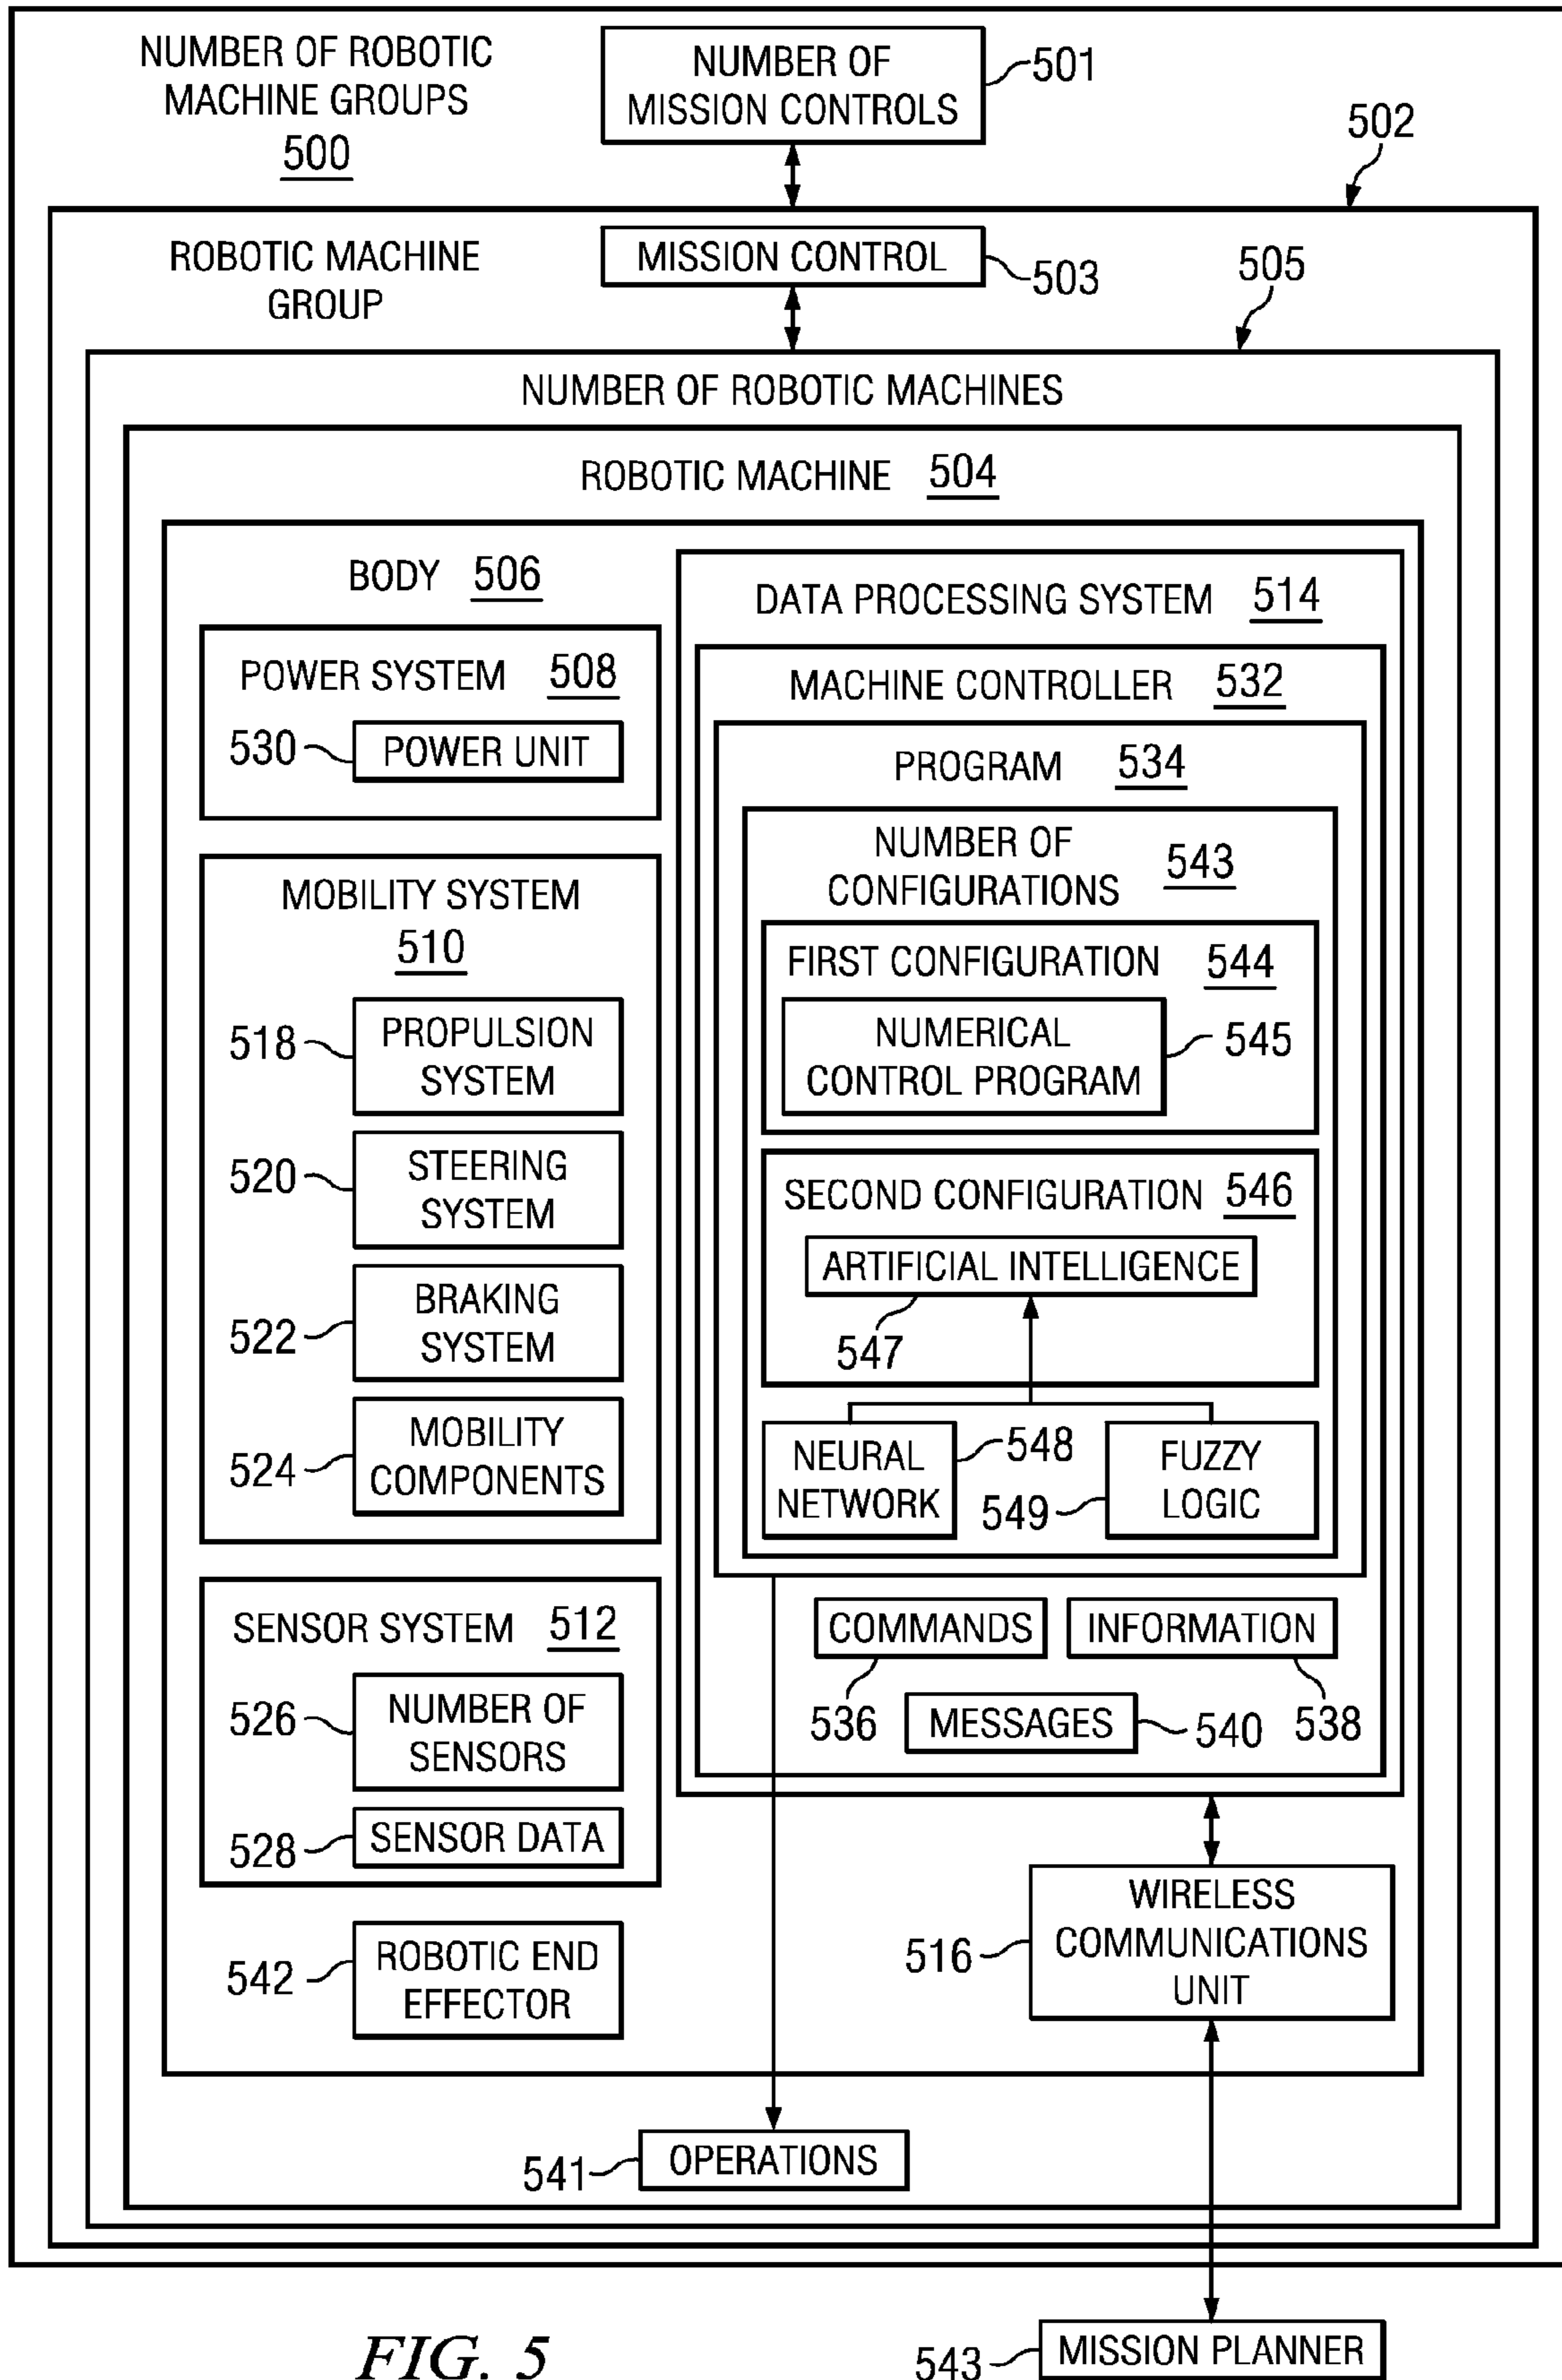 NUMBER OF ROBOTIC
MACHINE GROUPS
500
NUMBER OF
MISSION CONTROLS
501
502
ROBOTIC MACHINE
GROUP
MISSION CONTROL
503
505
NUMBER OF ROBOTIC MACHINES
ROBOTIC MACHINE 504
BODY 506
POWER SYSTEM 508
530
POWER UNIT
MOBILITY SYSTEM
510
518
PROPULSION
SYSTEM
520
STEERING
SYSTEM
522
BRAKING
SYSTEM
524
MOBILITY
COMPONENTS
SENSOR SYSTEM 512
526
NUMBER OF
SENSORS
528
SENSOR DATA
542
ROBOTIC END
EFFECTOR
DATA PROCESSING SYSTEM 514
MACHINE CONTROLLER 532
PROGRAM 534
NUMBER OF
CONFIGURATIONS
543
FIRST CONFIGURATION 544
NUMERICAL
CONTROL PROGRAM
545
SECOND CONFIGURATION 546
ARTIFICIAL INTELLIGENCE
547
NEURAL
NETWORK
548
549
FUZZY
LOGIC
COMMANDS
536
INFORMATION
538
MESSAGES
540
516
WIRELESS
COMMUNICATIONS
UNIT
541
OPERATIONS
543
MISSION PLANNER
FIG. 5